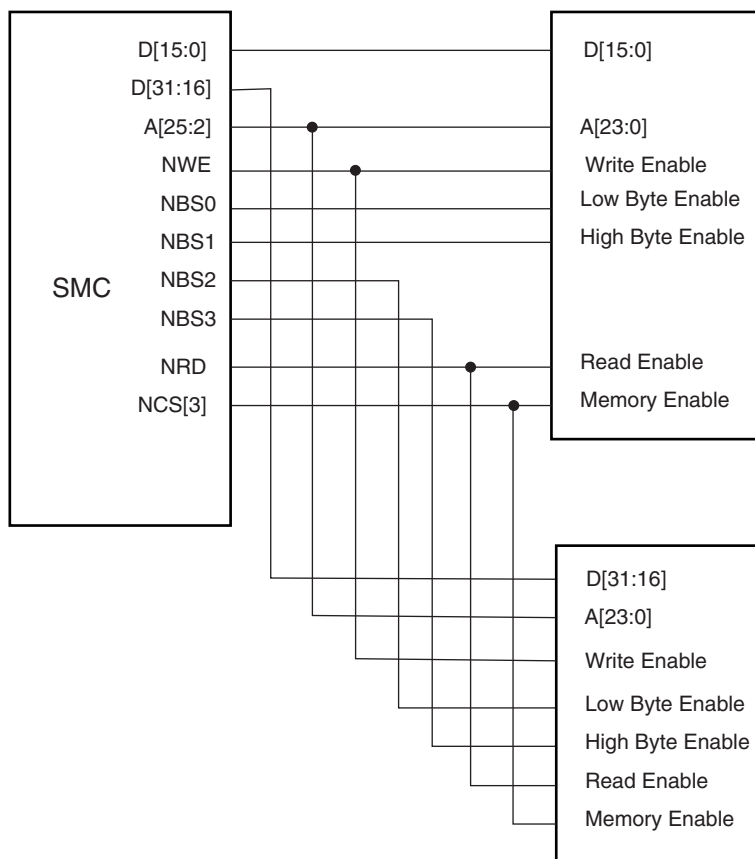 D[15:0]
D[31:16]
A[25:2]
NWE
NBS0
NBS1
NBS2
NBS3
NRD
NCS[3]
SMC
D[15:0]
A[23:0]
Write Enable
Low Byte Enable
High Byte Enable
Read Enable
Memory Enable
D[31:16]
A[23:0]
Write Enable
Low Byte Enable
High Byte Enable
Read Enable
Memory Enable